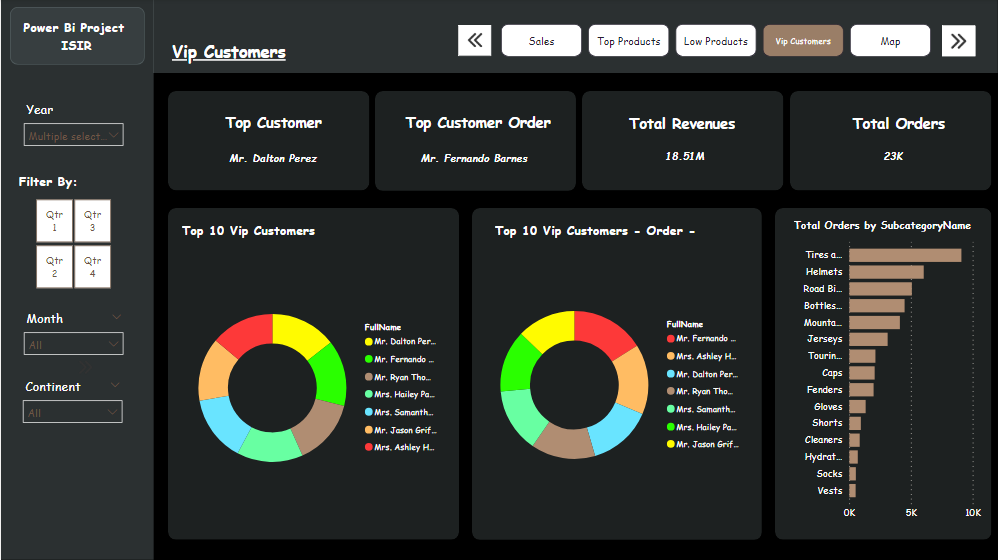 Power Bi Project
ISIR
Vip Customers
Sales
Top Products
Low Products
Vip Customers
Map
Year
Multiple select...
Filter By:
Qtr
1
Qtr
3
Qtr
2
Qtr
4
Month
All
Continent
All
Top Customer
Mr. Dalton Perez
Top Customer Order
Mr. Fernando Barnes
Total Revenues
18.51M
Total Orders
23K
Top 10 Vip Customers
FullName
Mr. Dalton Per...
Mr. Fernando ...
Mr. Ryan Tho...
Mrs. Hailey Pa...
Mrs. Samanth...
Mr. Jason Grif...
Mrs. Ashley H...
Top 10 Vip Customers - Order -
FullName
Mr. Fernando ...
Mrs. Ashley H...
Mr. Dalton Per...
Mr. Ryan Tho...
Mrs. Samanth...
Mrs. Hailey Pa...
Mr. Jason Grif...
Total Orders by SubcategoryName
Tires a...
Helmets
Road Bi...
Bottles...
Mounta...
Jerseys
Tourin...
Caps
Fenders
Gloves
Shorts
Cleaners
Hydrat...
Socks
Vests
0K
5K
10K